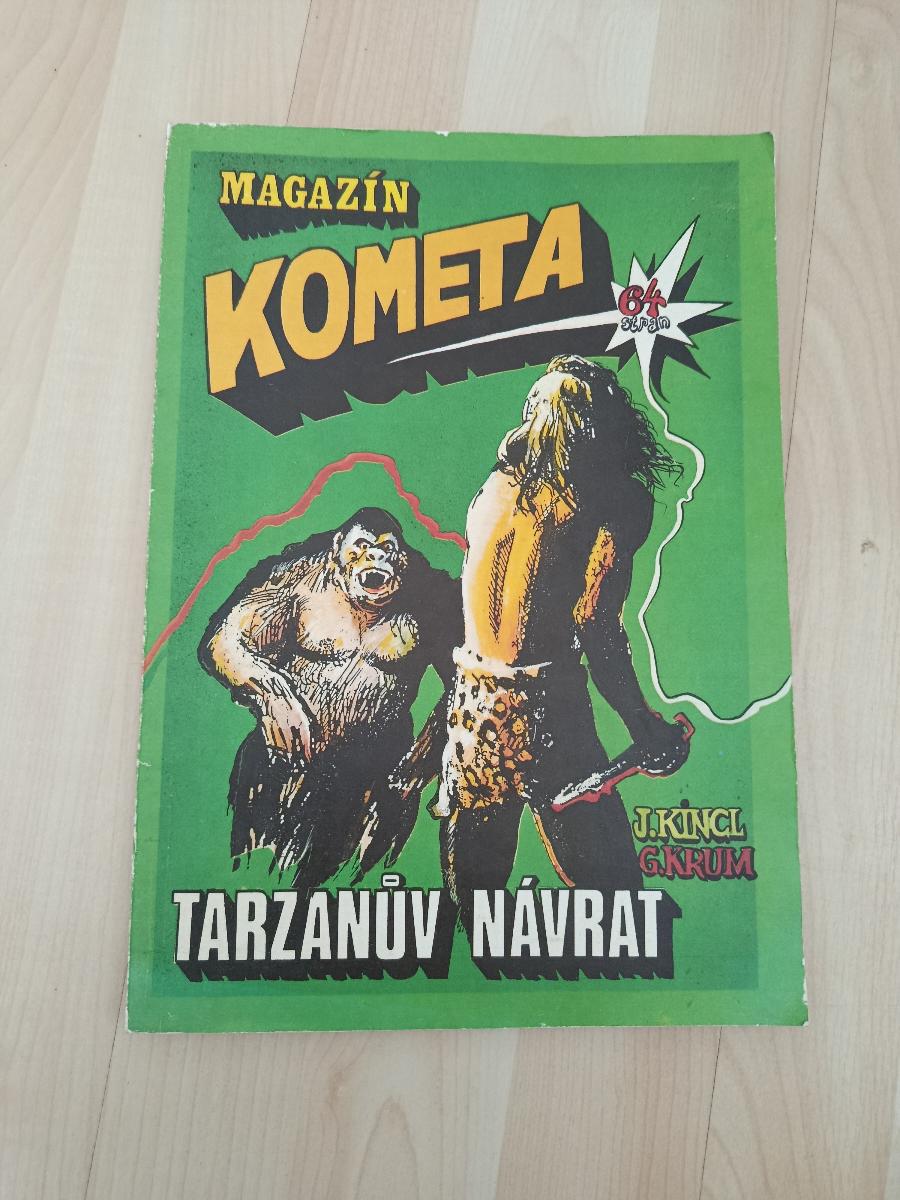 MAGAZÍN
KOMETA
64
stran
J.KINCL
G.KRUM
TARZANŮV NÁVRAT